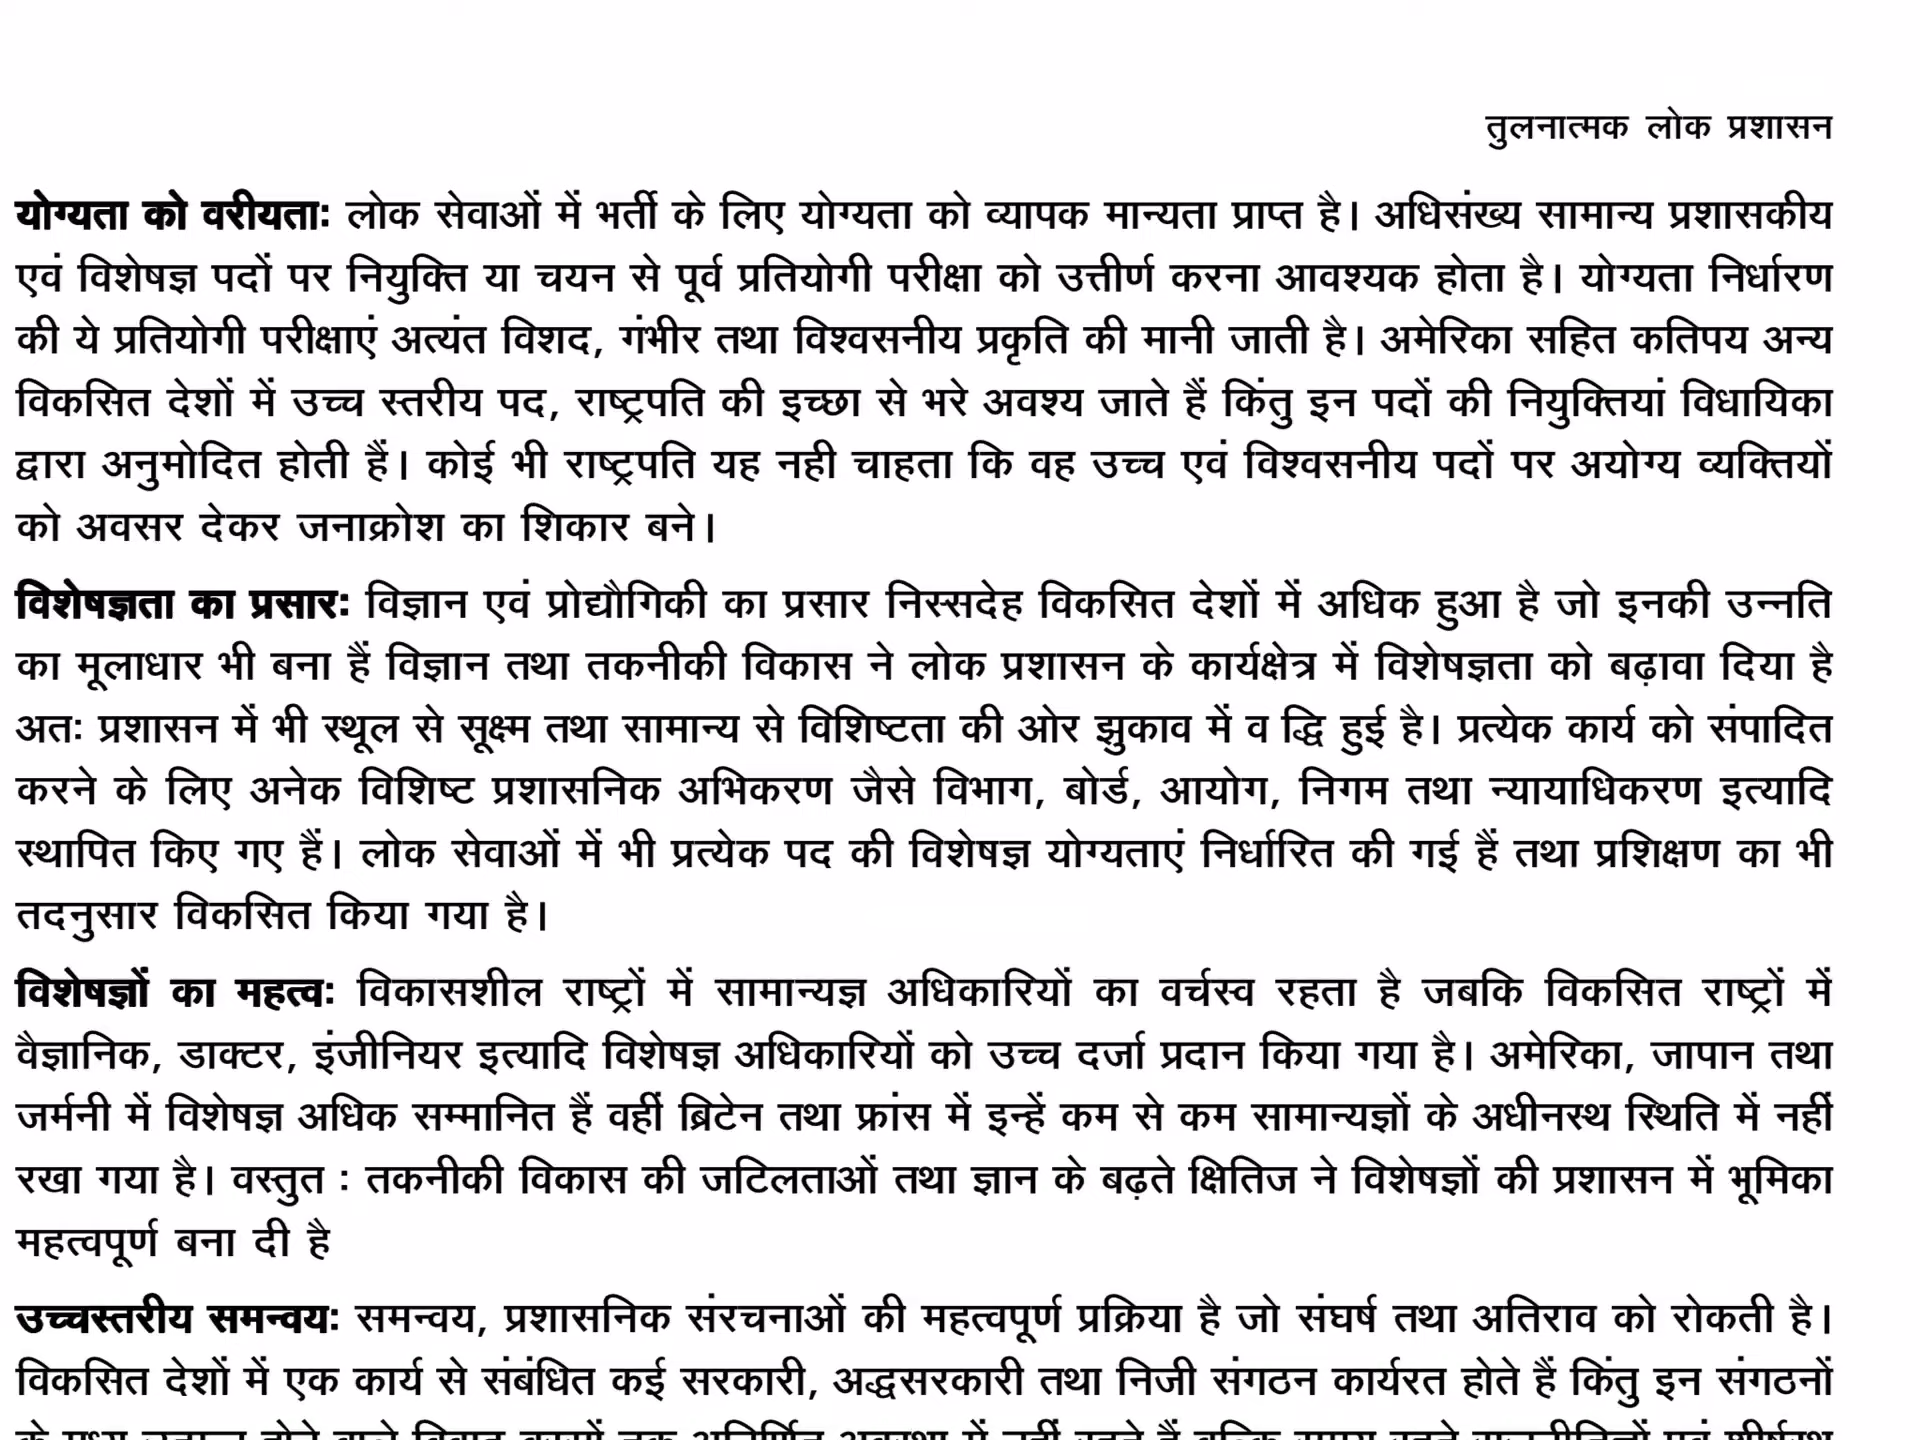 तुलनात्मक लोक प्रशासन
योग्यता को वरीयताः लोक सेवाओं में भर्ती के लिए योग्यता को व्यापक मान्यता प्राप्त है। अधिसंख्य सामान्य प्रशासकीय
एवं विशेषज्ञ पदों पर नियुक्ति या चयन से पूर्व प्रतियोगी परीक्षा को उत्तीर्ण करना आवश्यक होता है। योग्यता निर्धारण
की ये प्रतियोगी परीक्षाएं अत्यंत विशद, गंभीर तथा विश्वसनीय प्रकृति की मानी जाती है। अमेरिका सहित कतिपय अन्य
विकसित देशों में उच्च स्तरीय पद, राष्ट्रपति की इच्छा से भरे अवश्य जाते हैं किंतु इन पदों की नियुक्तियां विधायिका
द्वारा अनुमोदित होती हैं। कोई भी राष्ट्रपति यह नही चाहता कि वह उच्च एवं विश्वसनीय पदों पर अयोग्य व्यक्तियों
को अवसर देकर जनाक्रोश का शिकार बने।
विशेषज्ञता का प्रसारः विज्ञान एवं प्रोद्यौगिकी का प्रसार निस्सदेह विकसित देशों में अधिक हुआ है जो इनकी उन्नति
का मूलाधार भी बना हैं विज्ञान तथा तकनीकी विकास ने लोक प्रशासन के कार्यक्षेत्र में विशेषज्ञता को बढ़ावा दिया है
अतः प्रशासन में भी स्थूल से सूक्ष्म तथा सामान्य से विशिष्टता की ओर झुकाव में व द्धि हुई है। प्रत्येक कार्य को संपादित
करने के लिए अनेक विशिष्ट प्रशासनिक अभिकरण जैसे विभाग, बोर्ड, आयोग, निगम तथा न्यायाधिकरण इत्यादि
स्थापित किए गए हैं। लोक सेवाओं में भी प्रत्येक पद की विशेषज्ञ योग्यताएं निर्धारित की गई हैं तथा प्रशिक्षण का भी
तदनुसार विकसित किया गया है।
विशेषज्ञों का महत्वः विकासशील राष्ट्रों में सामान्यज्ञ अधिकारियों का वर्चस्व रहता है जबकि विकसित राष्ट्रों में
वैज्ञानिक, डाक्टर, इंजीनियर इत्यादि विशेषज्ञ अधिकारियों को उच्च दर्जा प्रदान किया गया है। अमेरिका, जापान तथा
जर्मनी में विशेषज्ञ अधिक सम्मानित हैं वहीं ब्रिटेन तथा फ्रांस में इन्हें कम से कम सामान्यज्ञों के अधीनस्थ स्थिति में नहीं
रखा गया है। वस्तुत : तकनीकी विकास की जटिलताओं तथा ज्ञान के बढ़ते क्षितिज ने विशेषज्ञों की प्रशासन में भूमिका
महत्वपूर्ण बना दी है
उच्चस्तरीय समन्वयः समन्वय, प्रशासनिक संरचनाओं की महत्वपूर्ण प्रक्रिया है जो संघर्ष तथा अतिराव को रोकती है।
विकसित देशों में एक कार्य से संबंधित कई सरकारी, अद्धसरकारी तथा निजी संगठन कार्यरत होते हैं किंतु इन संगठनों